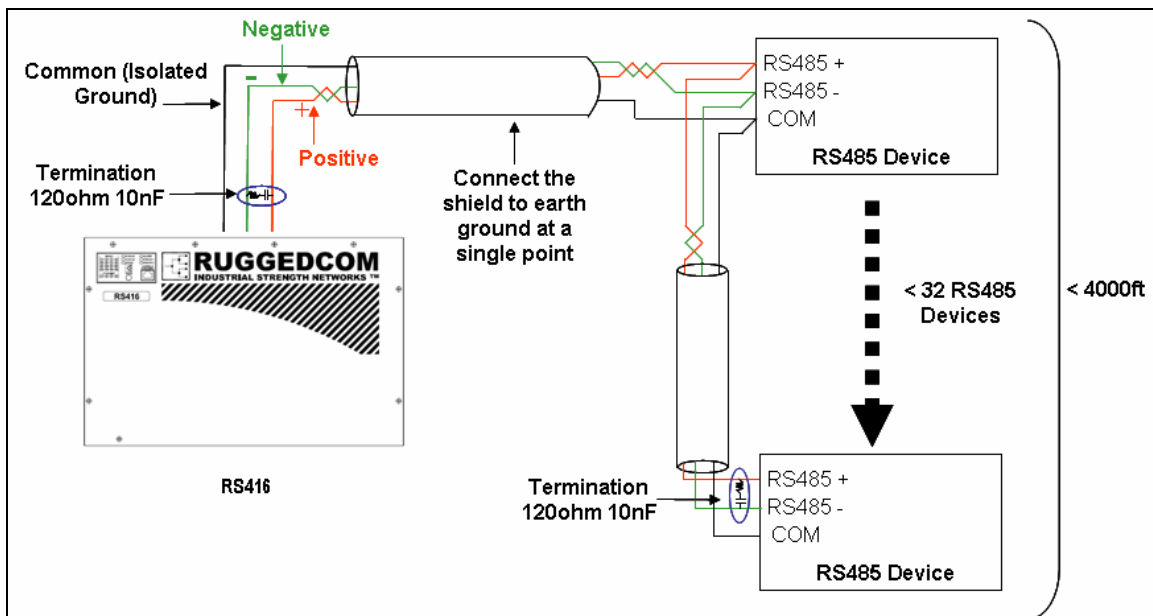 Negative
Common (Isolated
Ground)
-
+
Positive
Termination
120ohm 10nF
Connect the
shield to earth
ground at a
single point
RS485 +
RS485 -
COM
RS485 Device
RUGGEDCOM
INDUSTRIAL STRENGTH NETWORKS ™
RS416
RS416
< 32 RS485
Devices
< 4000ft
Termination
120ohm 10nF
RS485 +
RS485 -
COM
RS485 Device